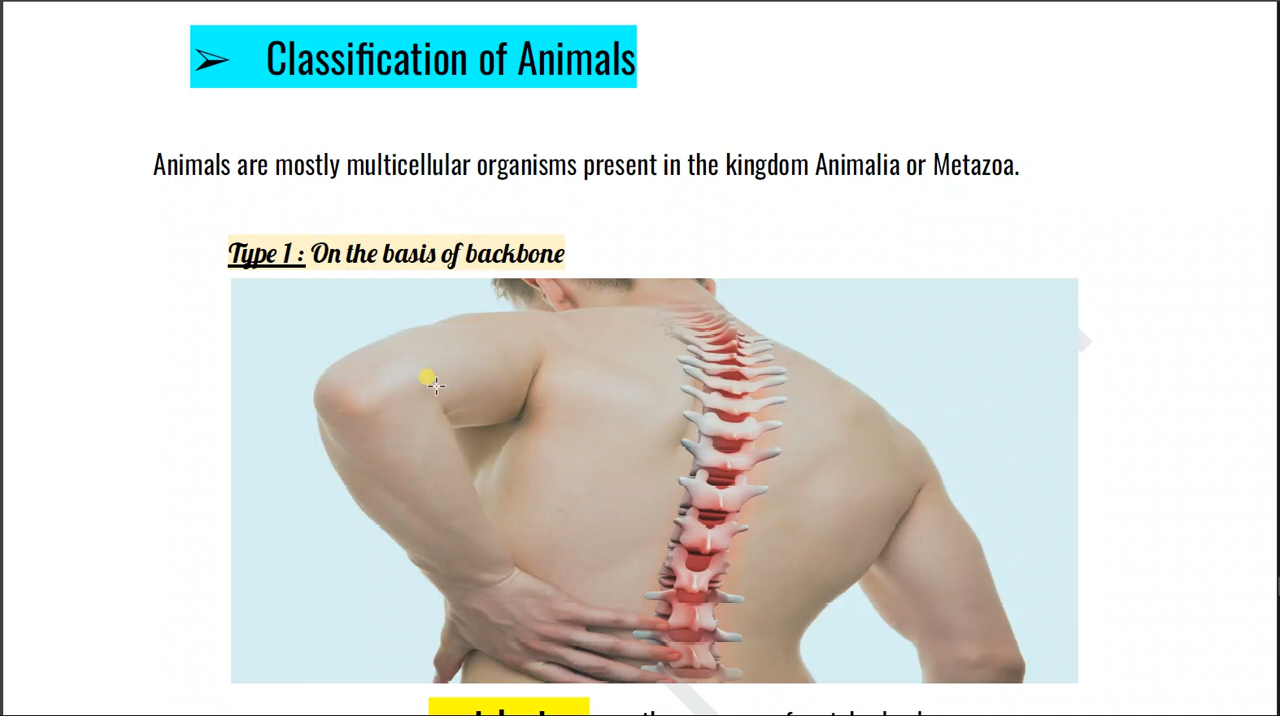 ➢ Classification of Animals
Animals are mostly multicellular organisms present in the kingdom Animalia or Metazoa.
Type 1 : On the basis of backbone